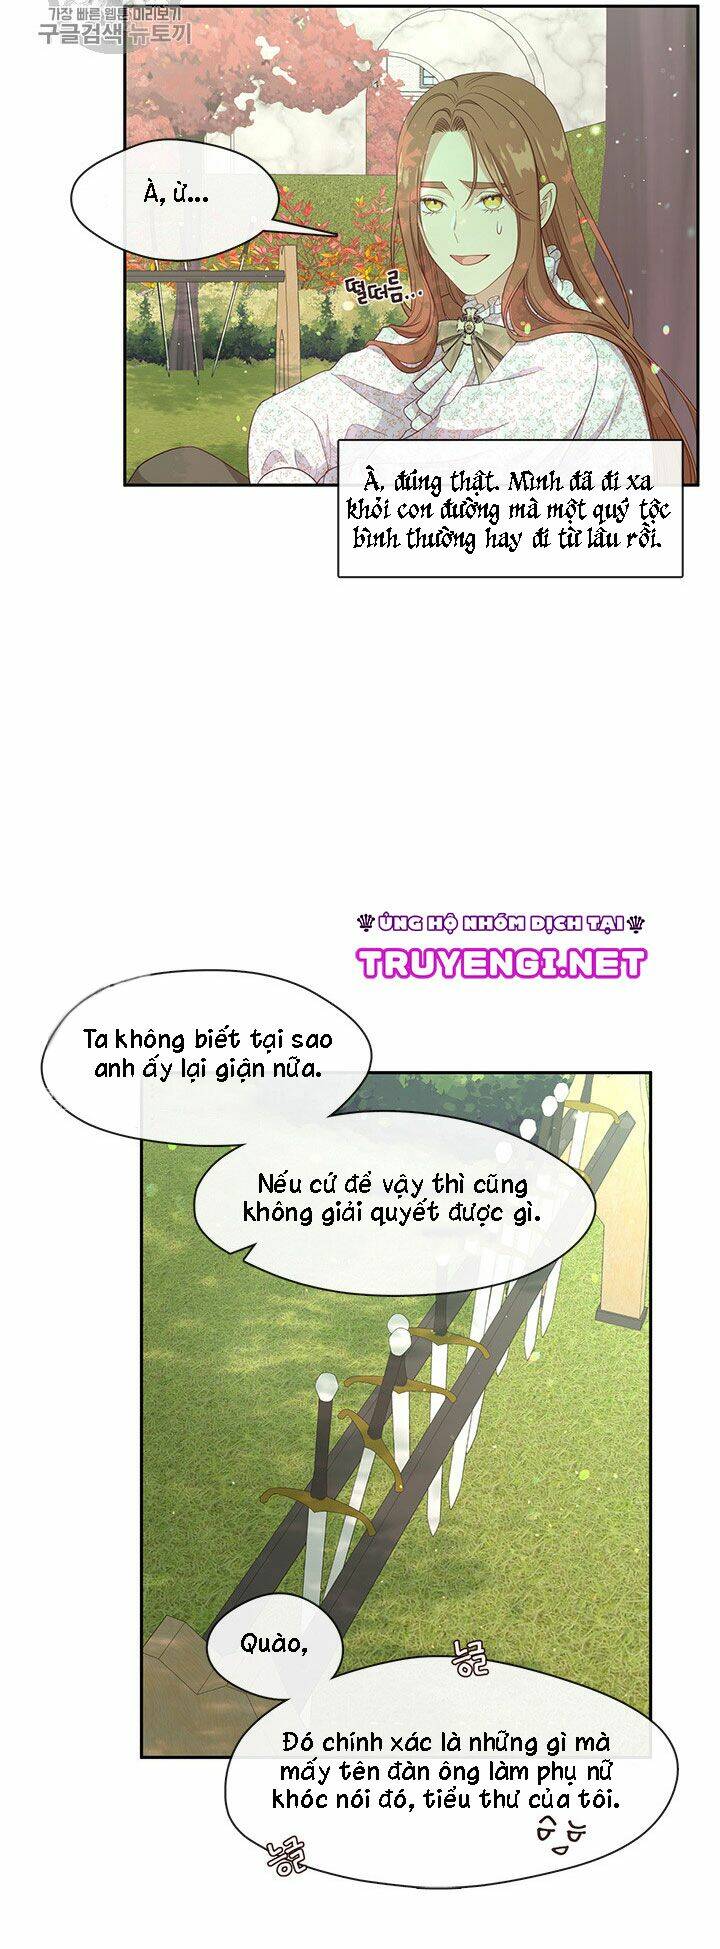 가장 빠른 웹툰 미리보기
구글검색 뉴토끼
À, ừ...
떨떠름...
À, đúng thật. Mình đã đi xa
khỏi con đường mà một quý tộc
bình thường hay đi từ lâu rồi.
ỦNG HỘ NHÓM DỊCH TẠI
TRUYENGI.NET
Ta không biết tại sao
anh ấy lại giận nữa.
Nếu cứ để vậy thì cũng
không giải quyết được gì.
Quào,
능글
Đó chính xác là những gì mà
mấy tên đàn ông làm phụ nữ
khóc nói đó, tiểu thư của tôi.
능글